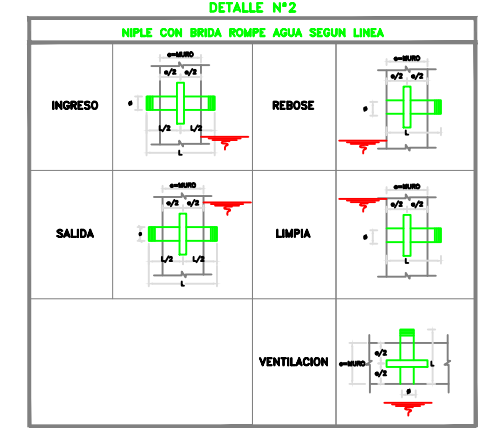 DETALLE N°2
NIPLE CON BRIDA ROMPE AGUA SEGUN LINEA
INGRESO
e=MURO
e/2 e/2
ø
L/2 L/2
L
REBOSE
e=MURO
e/2 e/2
ø
L
SALIDA
e=MURO
e/2 e/2
ø
L/2 L/2
L
LIMPIA
e=MURO
e/2 e/2
ø
L
VENTILACION
e=MURO
e/2
e/2
L
ø